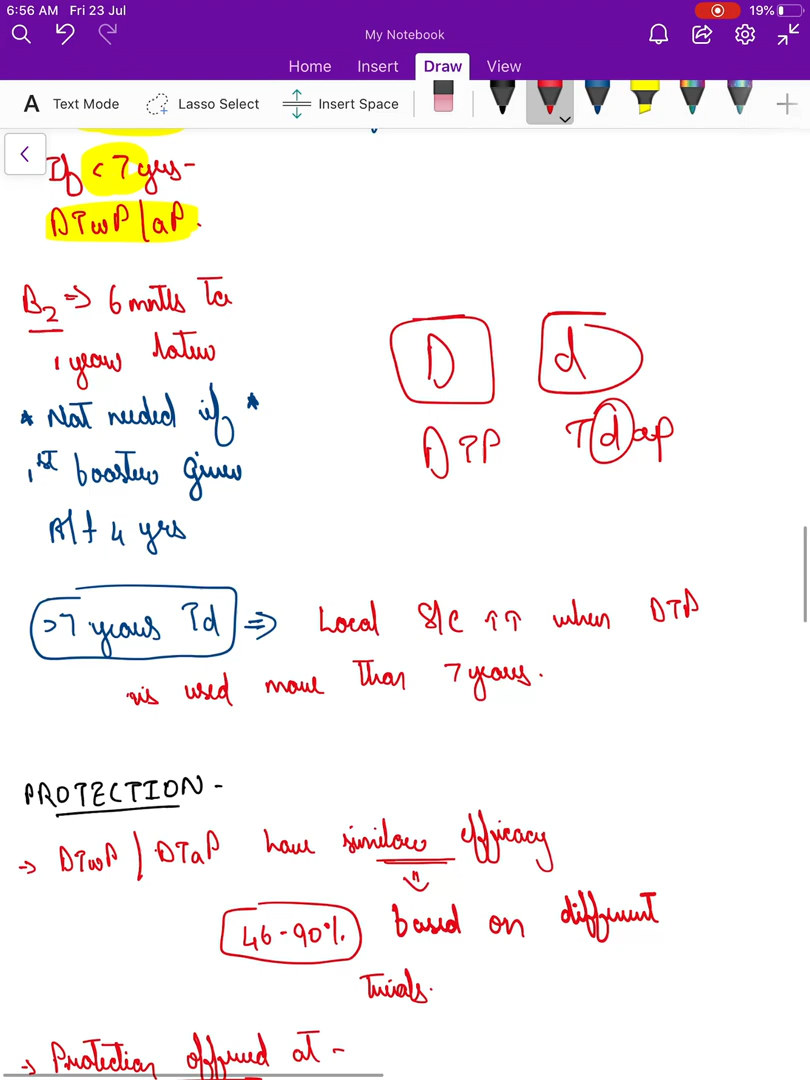 6:56 AM Fri 23 Jul
19%
My Notebook
Home Insert Draw View
Text Mode Lasso Select Insert Space
If < 7 yrs -
DTwP / aP.
B2 => 6 mnths to
1 year later
* Not needed if *
1st booster given
Aft 4 yrs
D d
DTP Tdap
>7 years Td => Local S/E ↑↑ when DTP
is used more than 7 years.
PROTECTION -
→ DTwP / DTaP have similar efficacy
46-90% based on different
Trials.
→ Protection offered at -